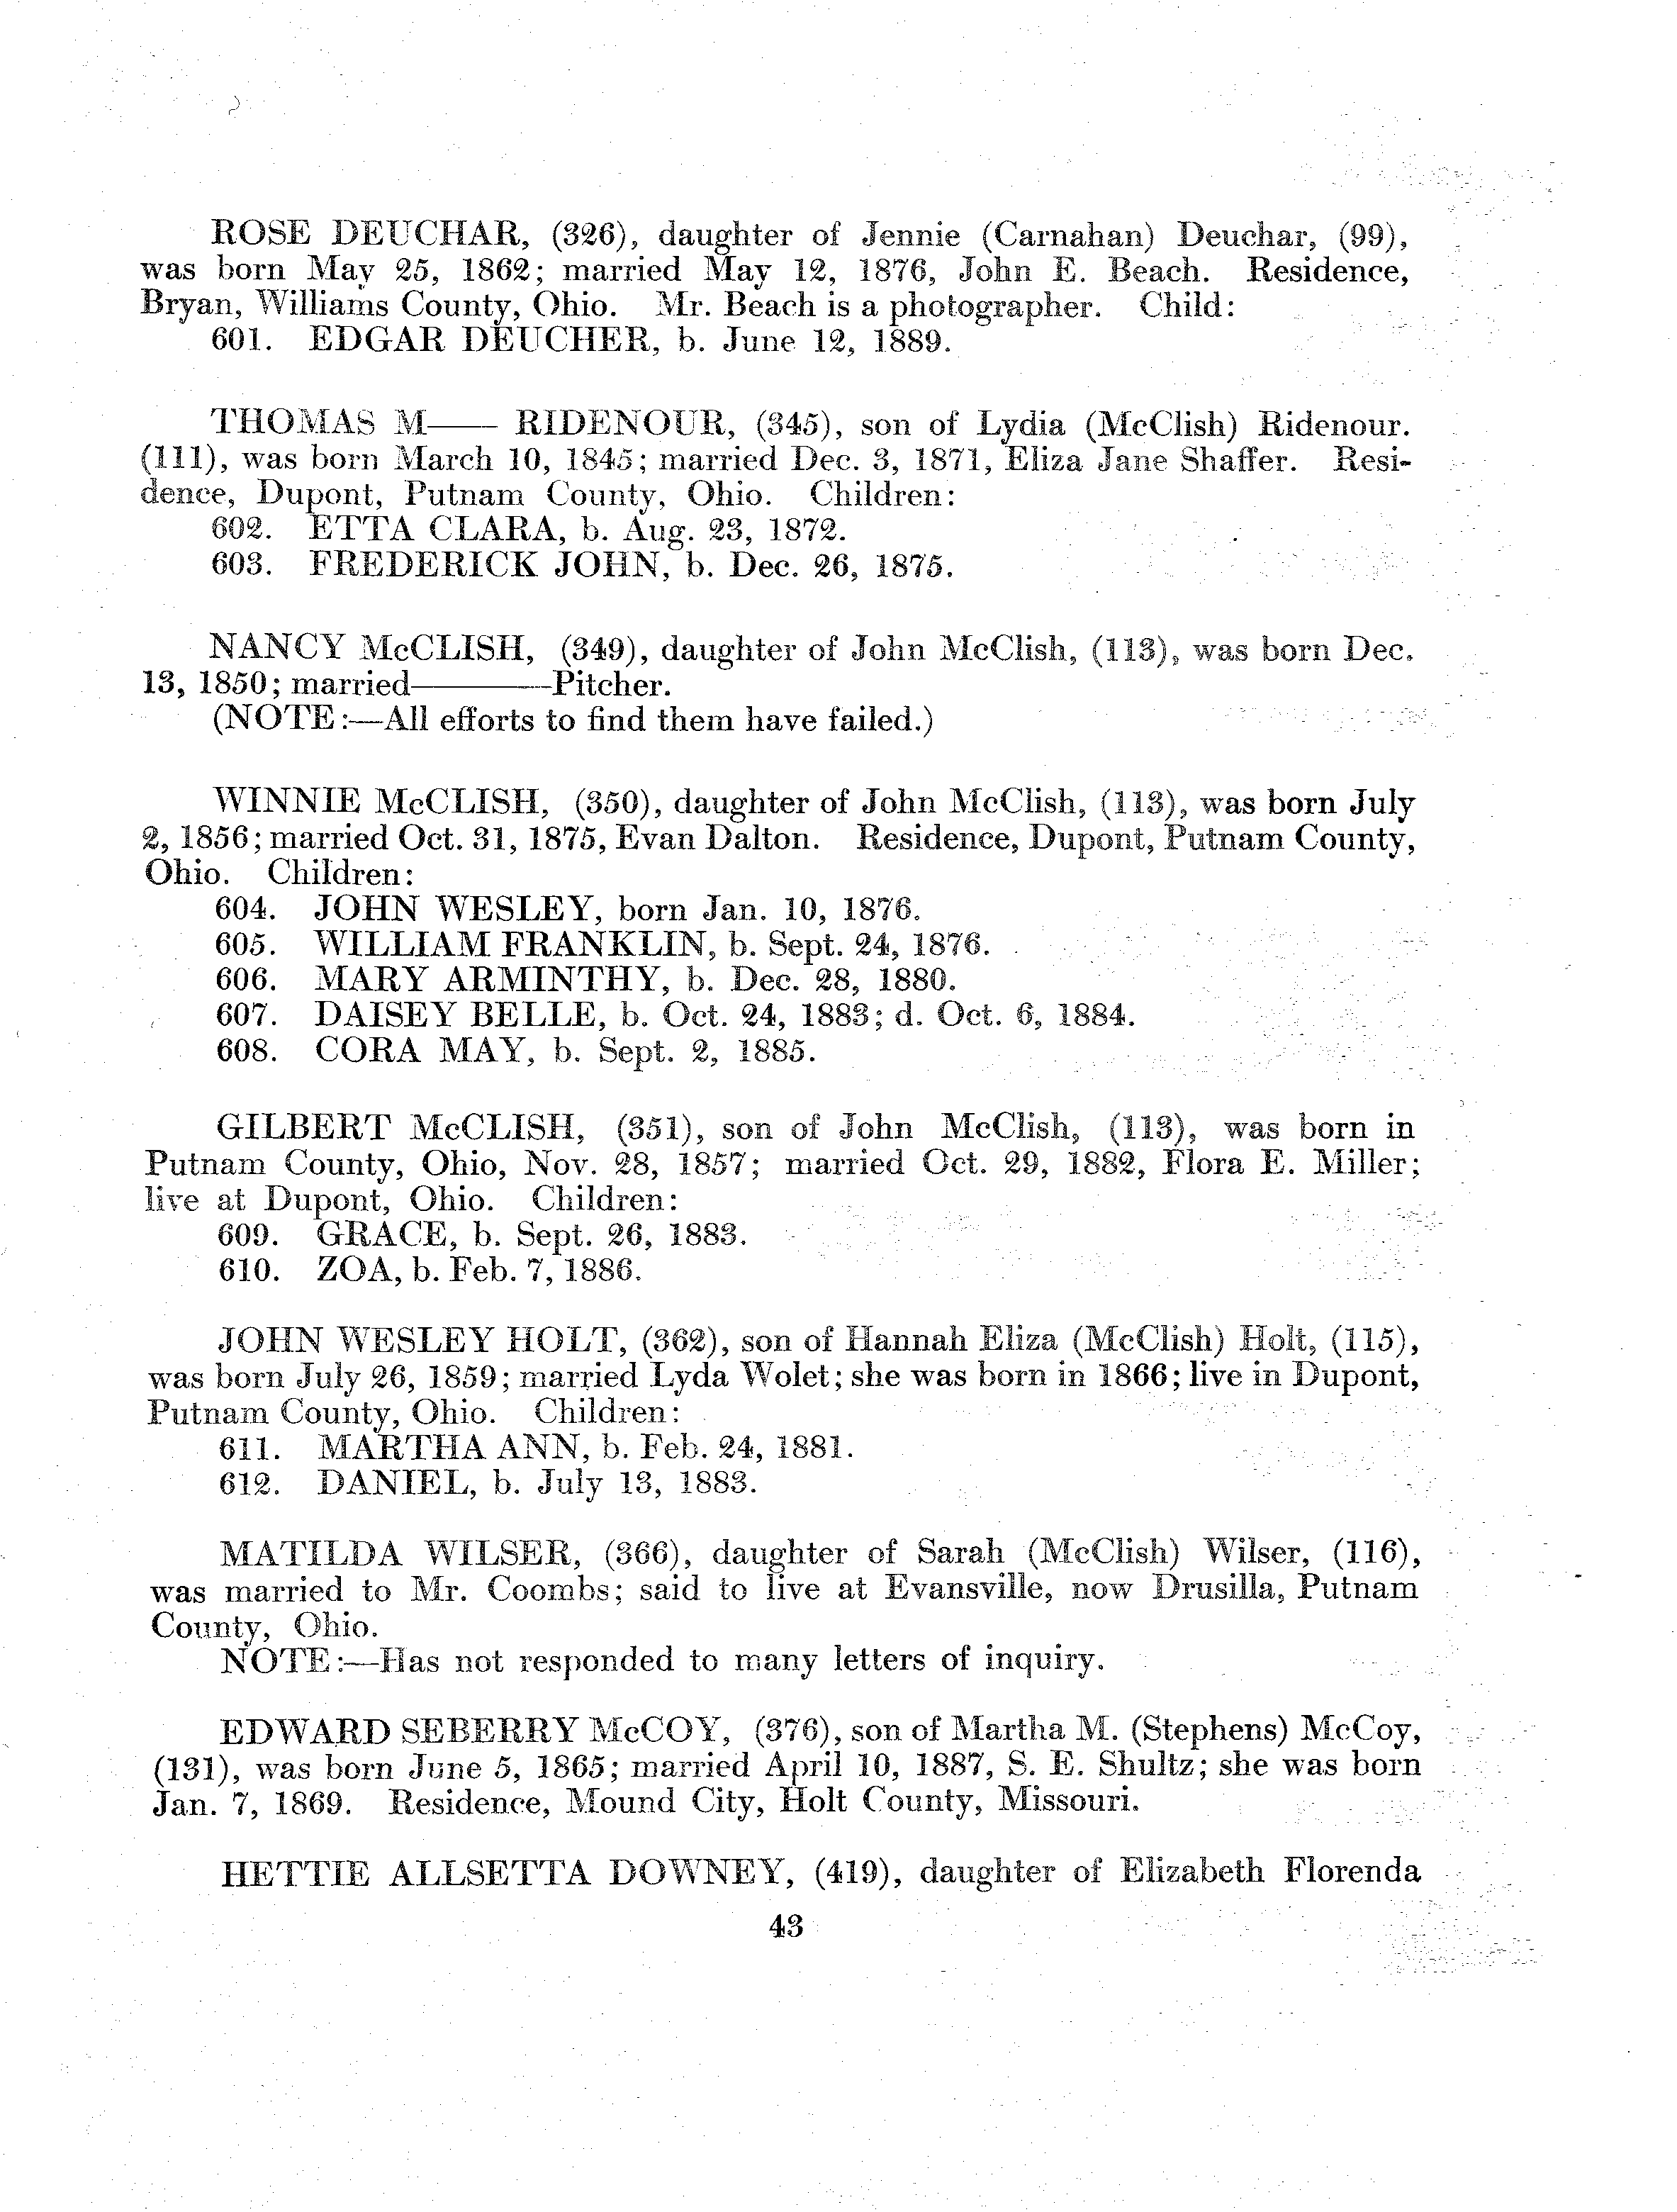 ROSE DEUCHAR, (326), daughter of Jennie (Carnahan) Deuchar, (99),
was born May 25, 1862; married May 12, 1876, John E. Beach. Residence,
Bryan, Williams County, Ohio. Mr. Beach is a photographer. Child:
601. EDGAR DEUCHER, b. June 12, 1889.
THOMAS M—— RIDENOUR, (345), son of Lydia (McClish) Ridenour.
(111), was born March 10, 1845; married Dec. 3, 1871, Eliza Jane Shaffer. Resi-
dence, Dupont, Putnam County, Ohio. Children:
602. ETTA CLARA, b. Aug. 23, 1872.
603. FREDERICK JOHN, b. Dec. 26, 1875.
NANCY McCLISH, (349), daughter of John McClish, (113), was born Dec.
13, 1850; married————Pitcher.
(NOTE:—All efforts to find them have failed.)
WINNIE McCLISH, (350), daughter of John McClish, (113), was born July
2, 1856; married Oct. 31, 1875, Evan Dalton. Residence, Dupont, Putnam County,
Ohio. Children:
604. JOHN WESLEY, born Jan. 10, 1876.
605. WILLIAM FRANKLIN, b. Sept. 24, 1876.
606. MARY ARMINTHY, b. Dec. 28, 1880.
607. DAISEY BELLE, b. Oct. 24, 1883; d. Oct. 6, 1884.
608. CORA MAY, b. Sept. 2, 1885.
GILBERT McCLISH, (351), son of John McClish, (113), was born in
Putnam County, Ohio, Nov. 28, 1857; married Oct. 29, 1882, Flora E. Miller;
live at Dupont, Ohio. Children:
609. GRACE, b. Sept. 26, 1883.
610. ZOA, b. Feb. 7, 1886.
JOHN WESLEY HOLT, (362), son of Hannah Eliza (McClish) Holt, (115),
was born July 26, 1859; married Lyda Wolet; she was born in 1866; live in Dupont,
Putnam County, Ohio. Children:
611. MARTHA ANN, b. Feb. 24, 1881.
612. DANIEL, b. July 13, 1883.
MATILDA WILSER, (366), daughter of Sarah (McClish) Wilser, (116),
was married to Mr. Coombs; said to live at Evansville, now Drusilla, Putnam
County, Ohio.
NOTE:—Has not responded to many letters of inquiry.
EDWARD SEBERRY McCOY, (376), son of Martha M. (Stephens) McCoy,
(131), was born June 5, 1865; married April 10, 1887, S. E. Shultz; she was born
Jan. 7, 1869. Residence, Mound City, Holt County, Missouri.
HETTIE ALLSETTA DOWNEY, (419), daughter of Elizabeth Florenda
43